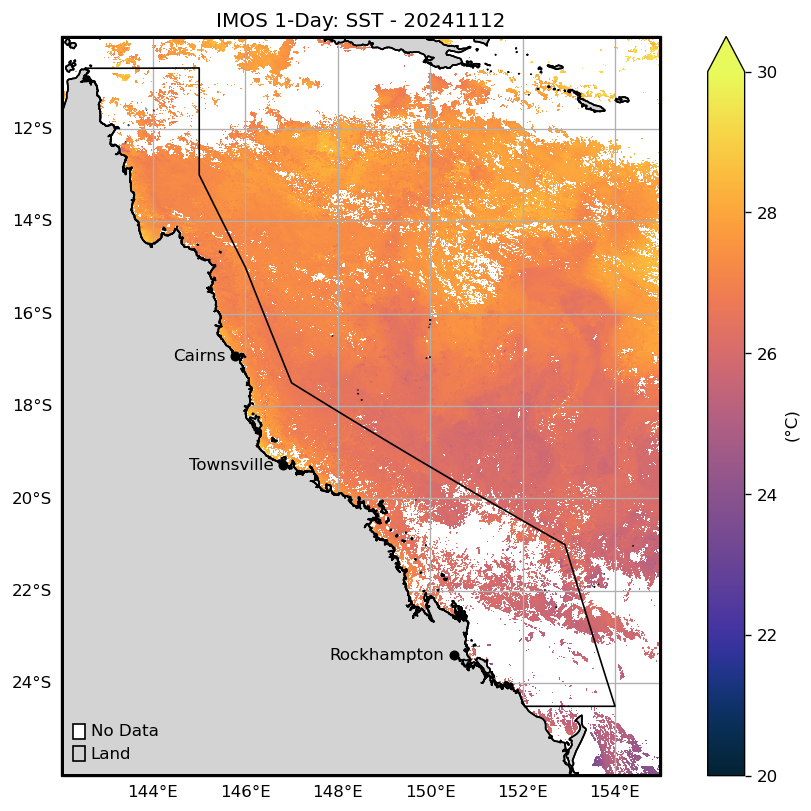 IMOS 1-Day: SST - 20241112
30
12°S
28
14°S
16°S
Cairns
26
18°S
(°C)
Townsville
24
20°S
22°S
22
Rockhampton
24°S
No Data
Land
20
144°E 146°E 148°E 150°E 152°E 154°E